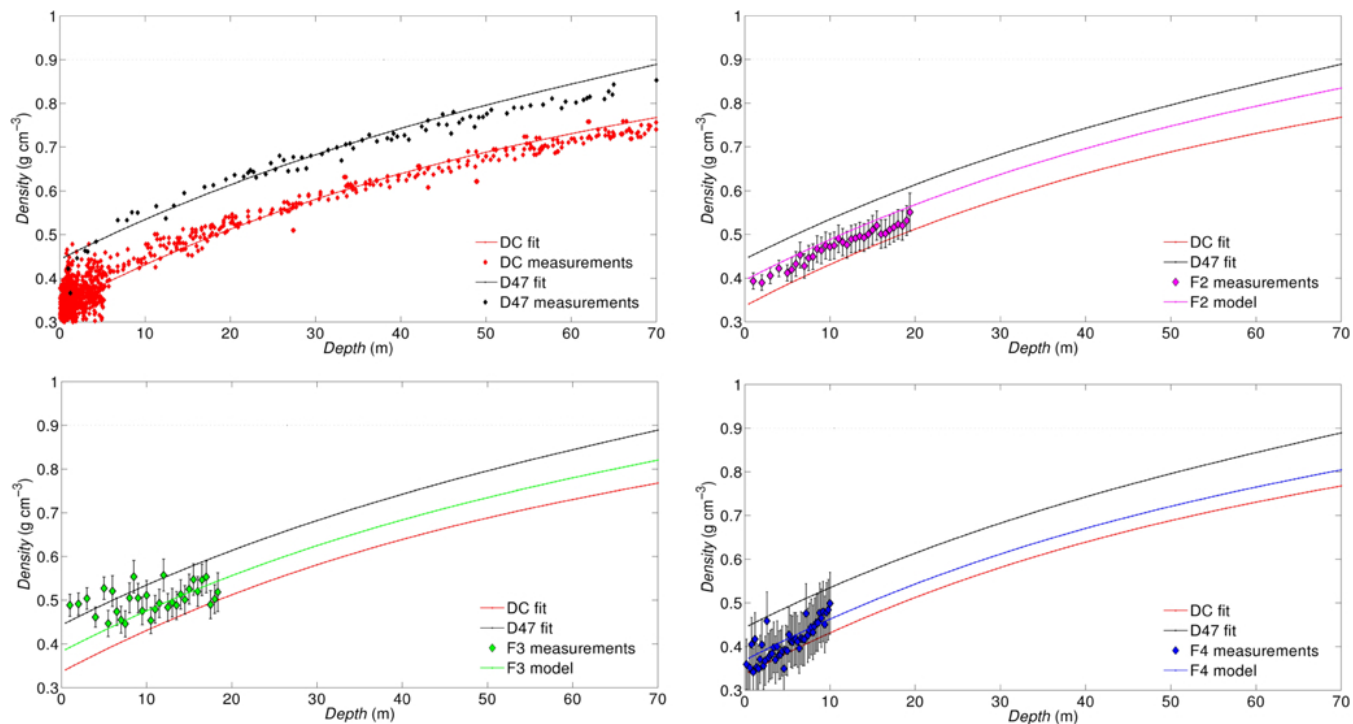 1
0.9
0.8
0.7
0.6
0.5
0.4
0.3
Density (g cm⁻³)
0 10 20 30 40 50 60 70
Depth (m)
DC fit
DC measurements
D47 fit
D47 measurements
1
0.9
0.8
0.7
0.6
0.5
0.4
0.3
Density (g cm⁻³)
0 10 20 30 40 50 60 70
Depth (m)
DC fit
D47 fit
F2 measurements
F2 model
1
0.9
0.8
0.7
0.6
0.5
0.4
0.3
Density (g cm⁻³)
0 10 20 30 40 50 60 70
Depth (m)
DC fit
D47 fit
F3 measurements
F3 model
1
0.9
0.8
0.7
0.6
0.5
0.4
0.3
Density (g cm⁻³)
0 10 20 30 40 50 60 70
Depth (m)
DC fit
D47 fit
F4 measurements
F4 model